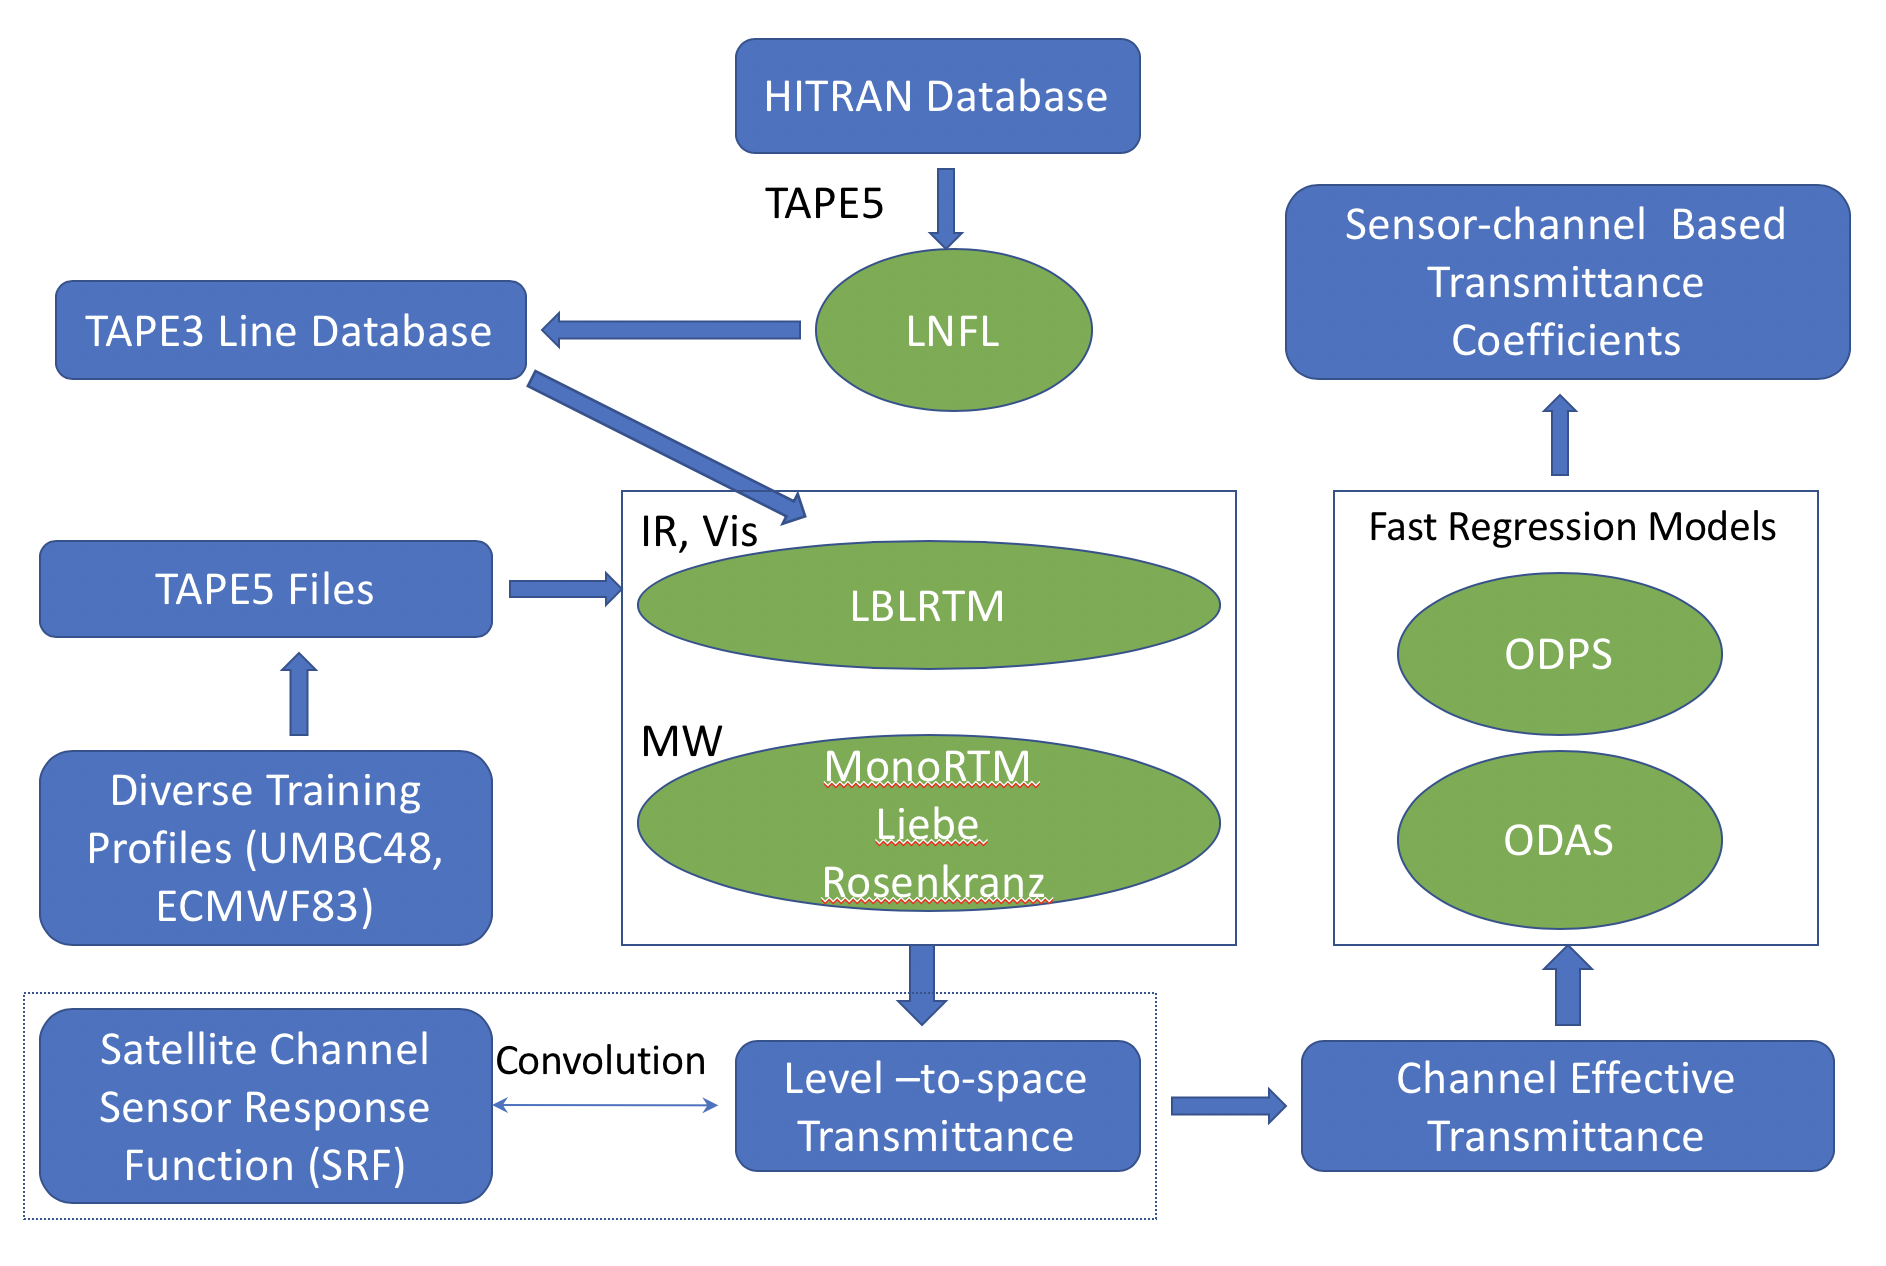 HITRAN Database
TAPE5
LNFL
TAPE3 Line Database
Sensor-channel  Based
Transmittance
Coefficients
IR, Vis
LBLRTM
TAPE5 Files
MW
MonoRTM
Liebe
Rosenkranz
Diverse Training
Profiles (UMBC48,
ECMWF83)
Fast Regression Models
ODPS
ODAS
Satellite Channel
Sensor Response
Function (SRF)
Convolution
Level –to-space
Transmittance
Channel Effective
Transmittance